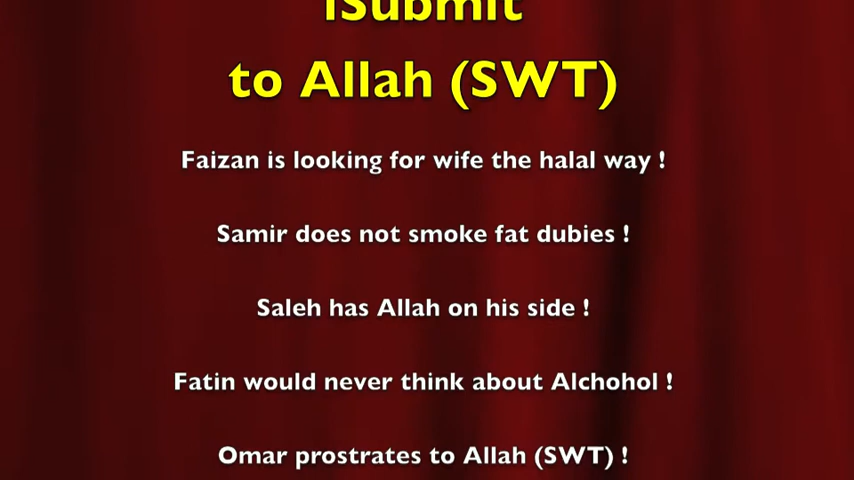 iSubmit
to Allah (SWT)
Faizan is looking for wife the halal way !
Samir does not smoke fat dubies !
Saleh has Allah on his side !
Fatin would never think about Alchohol !
Omar prostrates to Allah (SWT) !